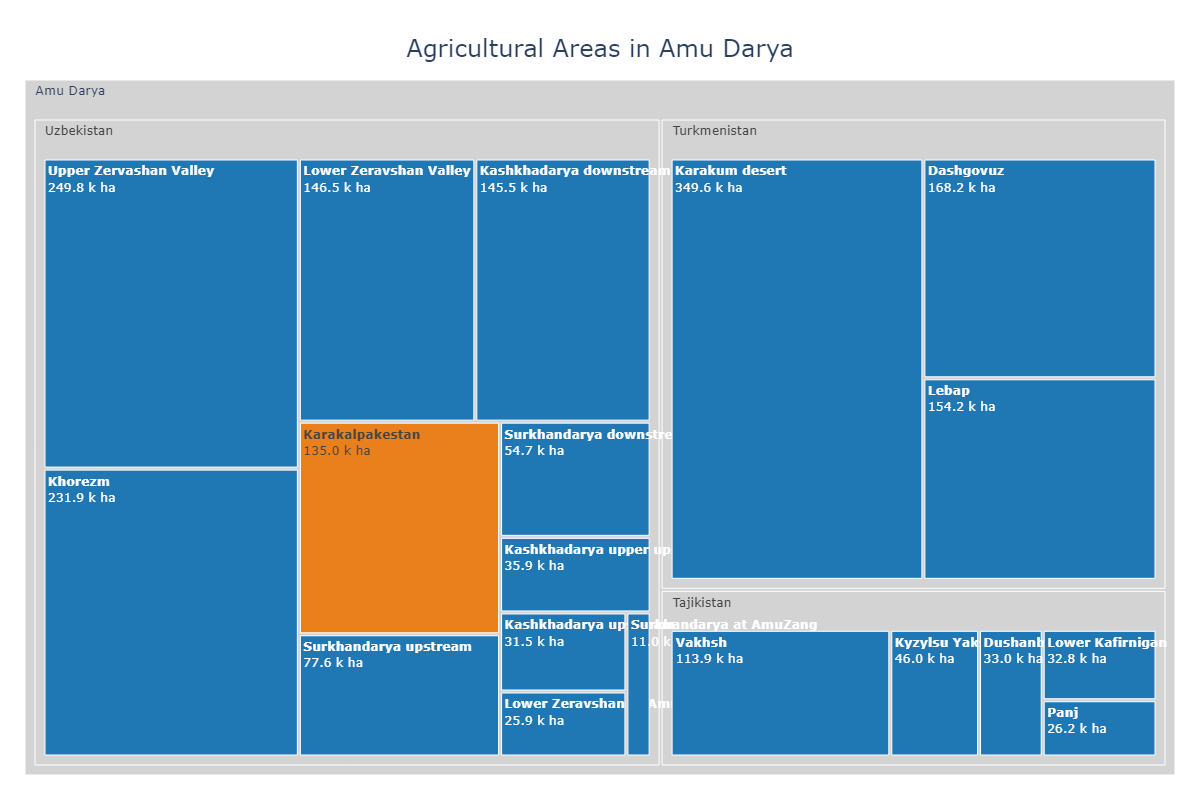 Agricultural Areas in Amu Darya
Amu Darya
Uzbekistan
Upper Zervashan Valley
249.8 k ha
Lower Zeravshan Valley
146.5 k ha
Kashkhadarya downstream
145.5 k ha
Khorezm
231.9 k ha
Karakalpakestan
135.0 k ha
Surkhandarya upstream
77.6 k ha
Surkhandarya downstre
54.7 k ha
Kashkhadarya upper up
35.9 k ha
Kashkhadarya up
31.5 k ha
Lower Zeravshan
25.9 k ha
Surkhandarya at AmuZang
11.0 k
Turkmenistan
Karakum desert
349.6 k ha
Dashgovuz
168.2 k ha
Lebap
154.2 k ha
Tajikistan
Vakhsh
113.9 k ha
Kyzylsu Yak
46.0 k ha
Dushanb
33.0 k ha
Lower Kafirnigan
32.8 k ha
Panj
26.2 k ha